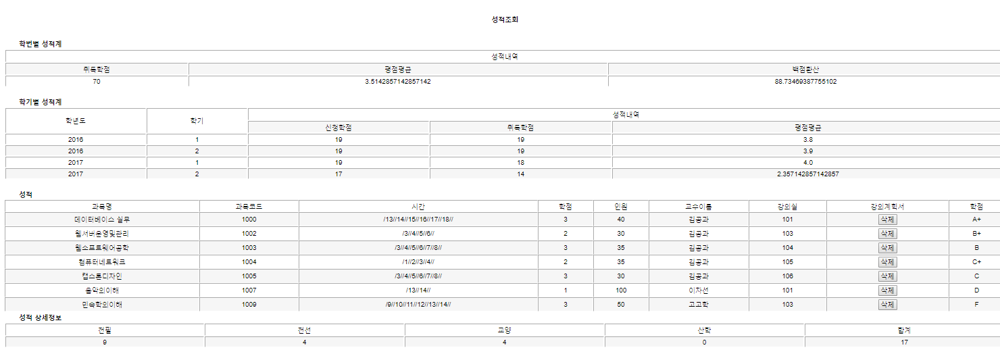 성적조회
학번별 성적계
성적내역
취득학점 평점평균 백점환산
70 3.5142857142857142 88.73469387755102
학기별 성적계
학년도 학기 성적내역
신청학점 취득학점 평점평균
2016 1 19 19 3.8
2016 2 19 19 3.9
2017 1 19 18 4.0
2017 2 17 14 2.357142857142857
성적
과목명 과목코드 시간 학점 인원 교수이름 강의실 강의계획서 학점
데이터베이스 실무 1000 /13//14//15//16//17//18// 3 40 김공과 101 삭제 A+
웹서버운영및관리 1002 /3//4//5//6// 2 30 김공과 103 삭제 B+
웹소프트웨어공학 1003 /3//4//5//6//7//8// 3 35 김공과 104 삭제 B
컴퓨터네트워크 1004 /1//2//3//4// 2 35 김공과 105 삭제 C+
캡스톤디자인 1005 /3//4//5//6//7//8// 3 30 김공과 106 삭제 C
음악의이해 1007 /13//14// 1 100 이차선 101 삭제 D
민속학의이해 1009 /9//10//11//12//13//14// 3 50 고고학 103 삭제 F
성적 상세정보
전필 전선 교양 산학 합계
9 4 4 0 17